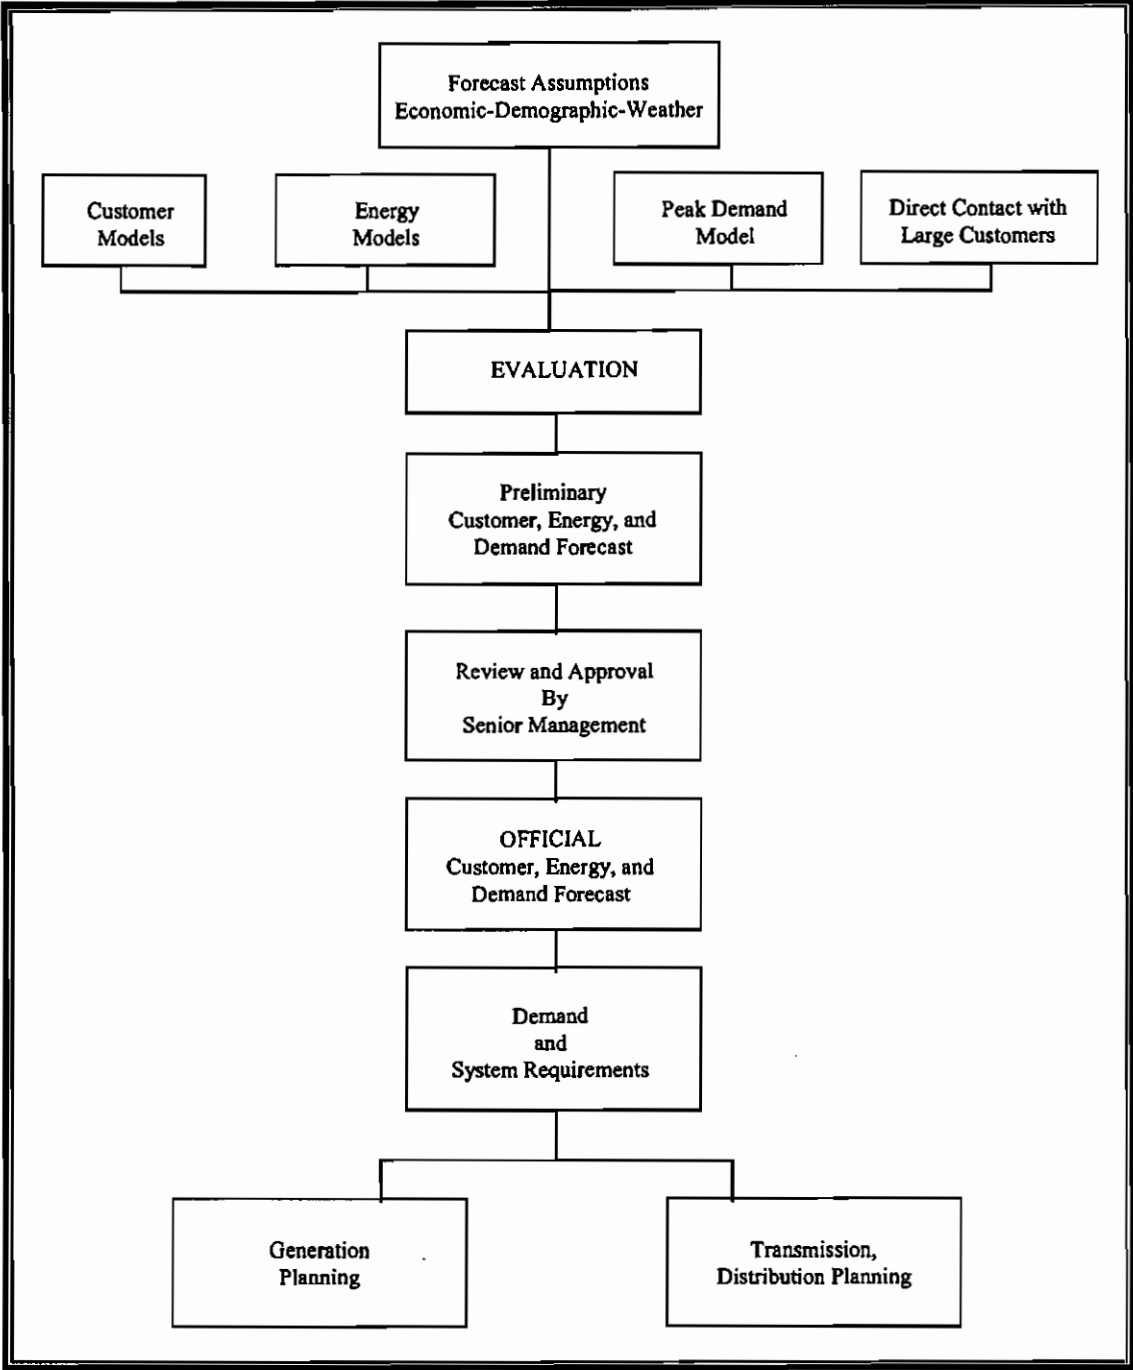 Forecast Assumptions
Economic-Demographic-Weather
Customer
Models
Energy
Models
Peak Demand
Model
Direct Contact with
Large Customers
EVALUATION
Preliminary
Customer, Energy, and
Demand Forecast
Review and Approval
By
Senior Management
OFFICIAL
Customer, Energy, and
Demand Forecast
Demand
and
System Requirements
Generation
Planning
Transmission,
Distribution Planning